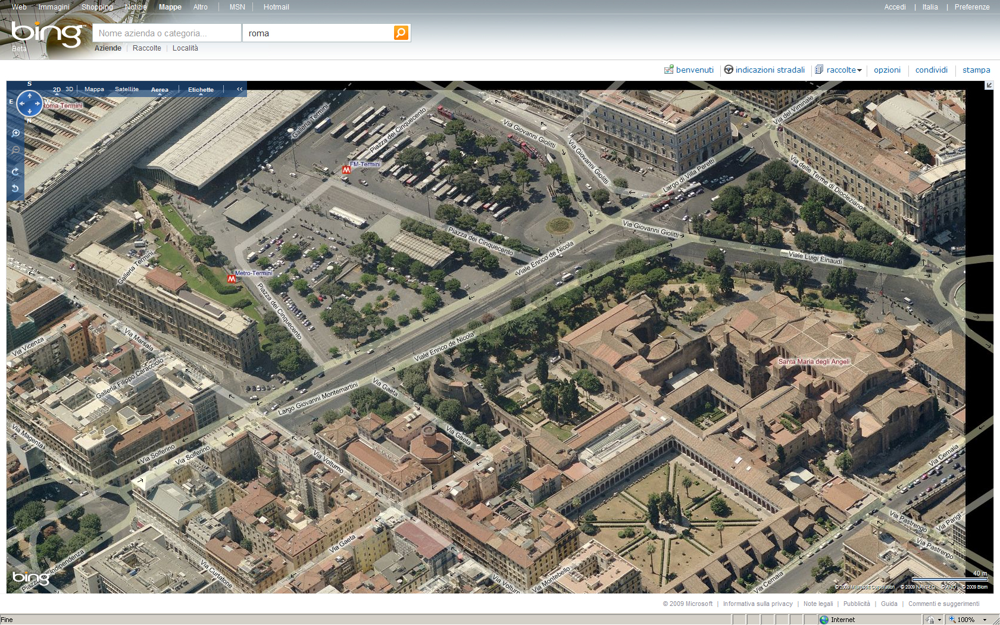 Web Immagini Shopping Notizie Mappe Altro | MSN | Hotmail
Accedi | Italia | Preferenze
bing™
Beta
Nome azienda o categoria...
roma
Aziende | Raccolte | Località
benvenuti
indicazioni stradali
raccolte
opzioni
condividi
stampa
2D 3D | Mappa Satellite Aerea | Etichette | <<
S
E
W
N
Roma Termini
Galleria Termini
Piazza dei Cinquecento
Via Giovanni Giolitti
Via Giovanni Giolitti
Via del Viminale
Largo di Villa Peretti
Via delle Terme di Diocleziano
M
FM-Termini
Via Giovanni Giolitti
Piazza dei Cinquecento
Viale Enrico de Nicola
Viale Luigi Einaudi
Galleria Termini
M
Metro-Termini
Piazza dei Cinquecento
Via Vicenza
Via Marsala
Galleria Filippo Caracciolo
Viale Enrico de Nicola
Santa Maria degli Angeli
Largo Giovanni Montemartini
Via Gaeta
Via Gaeta
Via Magenta
Via Solferino
Via Solferino
Via Volturno
Via Cernaia
Via Pastrengo
Via Parigi
Via Pastrengo
Via Gaeta
Via Curtatone
Via Volturno
Via Montebello
Via Cernaia
bing
40 m
© 2009 Microsoft Corporation © 2009 NAVTEQ © AND © 2009 Blom
© 2009 Microsoft | Informativa sulla privacy | Note legali | Pubblicità | Guida | Commenti e suggerimenti
Fine
Internet
100%